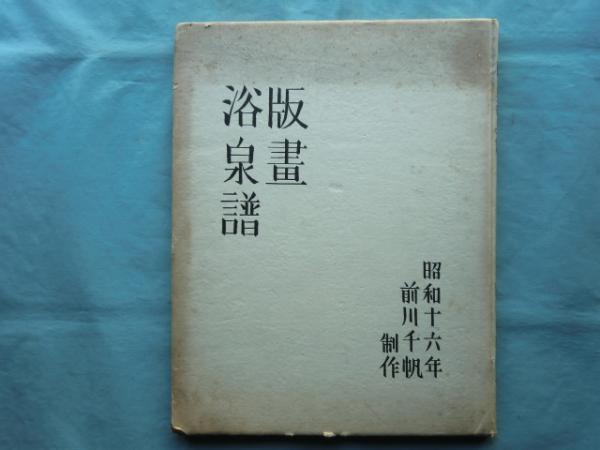 版畫
浴泉譜
昭和十六年
前川千帆
制作